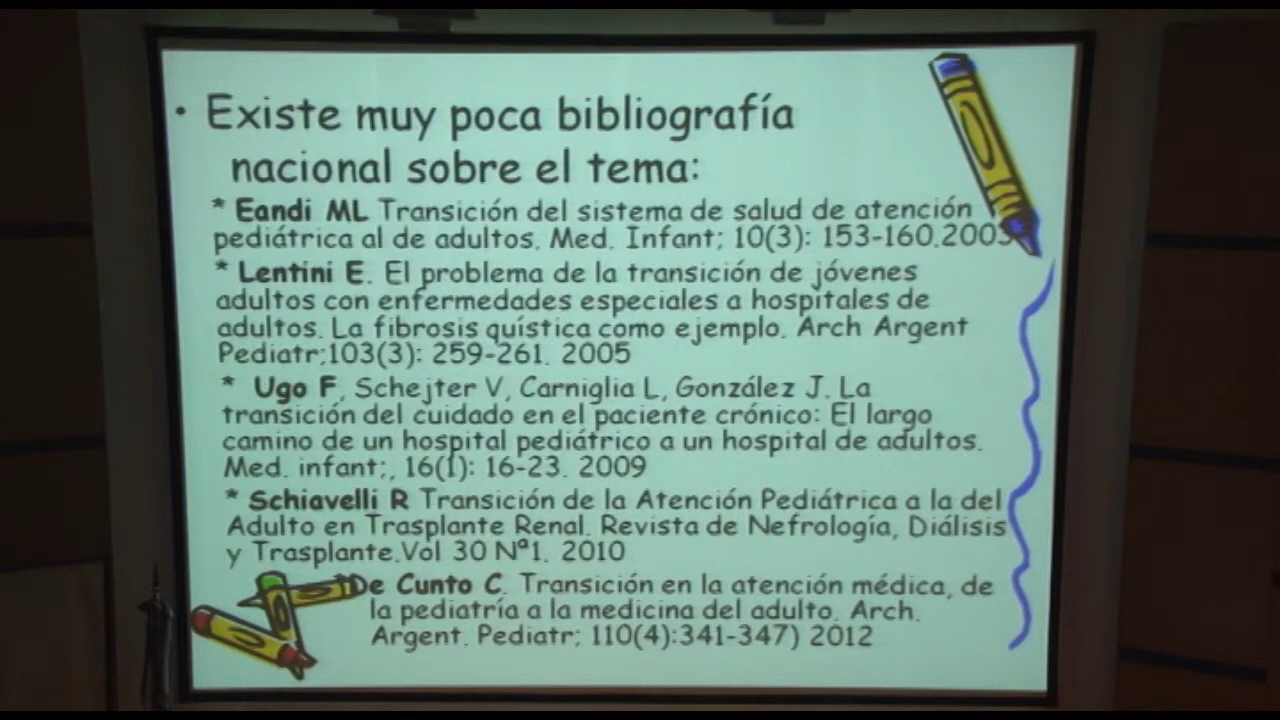 • Existe muy poca bibliografía
nacional sobre el tema:
* Eandi ML Transición del sistema de salud de atención
pediátrica al de adultos. Med. Infant; 10(3): 153-160.2003
* Lentini E. El problema de la transición de jóvenes
adultos con enfermedades especiales a hospitales de
adultos. La fibrosis quística como ejemplo. Arch Argent
Pediatr;103(3): 259-261. 2005
* Ugo F, Schejter V, Carniglia L, González J. La
transición del cuidado en el paciente crónico: El largo
camino de un hospital pediátrico a un hospital de adultos.
Med. infant;, 16(1): 16-23. 2009
* Schiavelli R Transición de la Atención Pediátrica a la del
Adulto en Trasplante Renal. Revista de Nefrología, Diálisis
y Trasplante.Vol 30 Nª1. 2010
*De Cunto C. Transición en la atención médica, de
la pediatría a la medicina del adulto. Arch.
Argent. Pediatr; 110(4):341-347) 2012